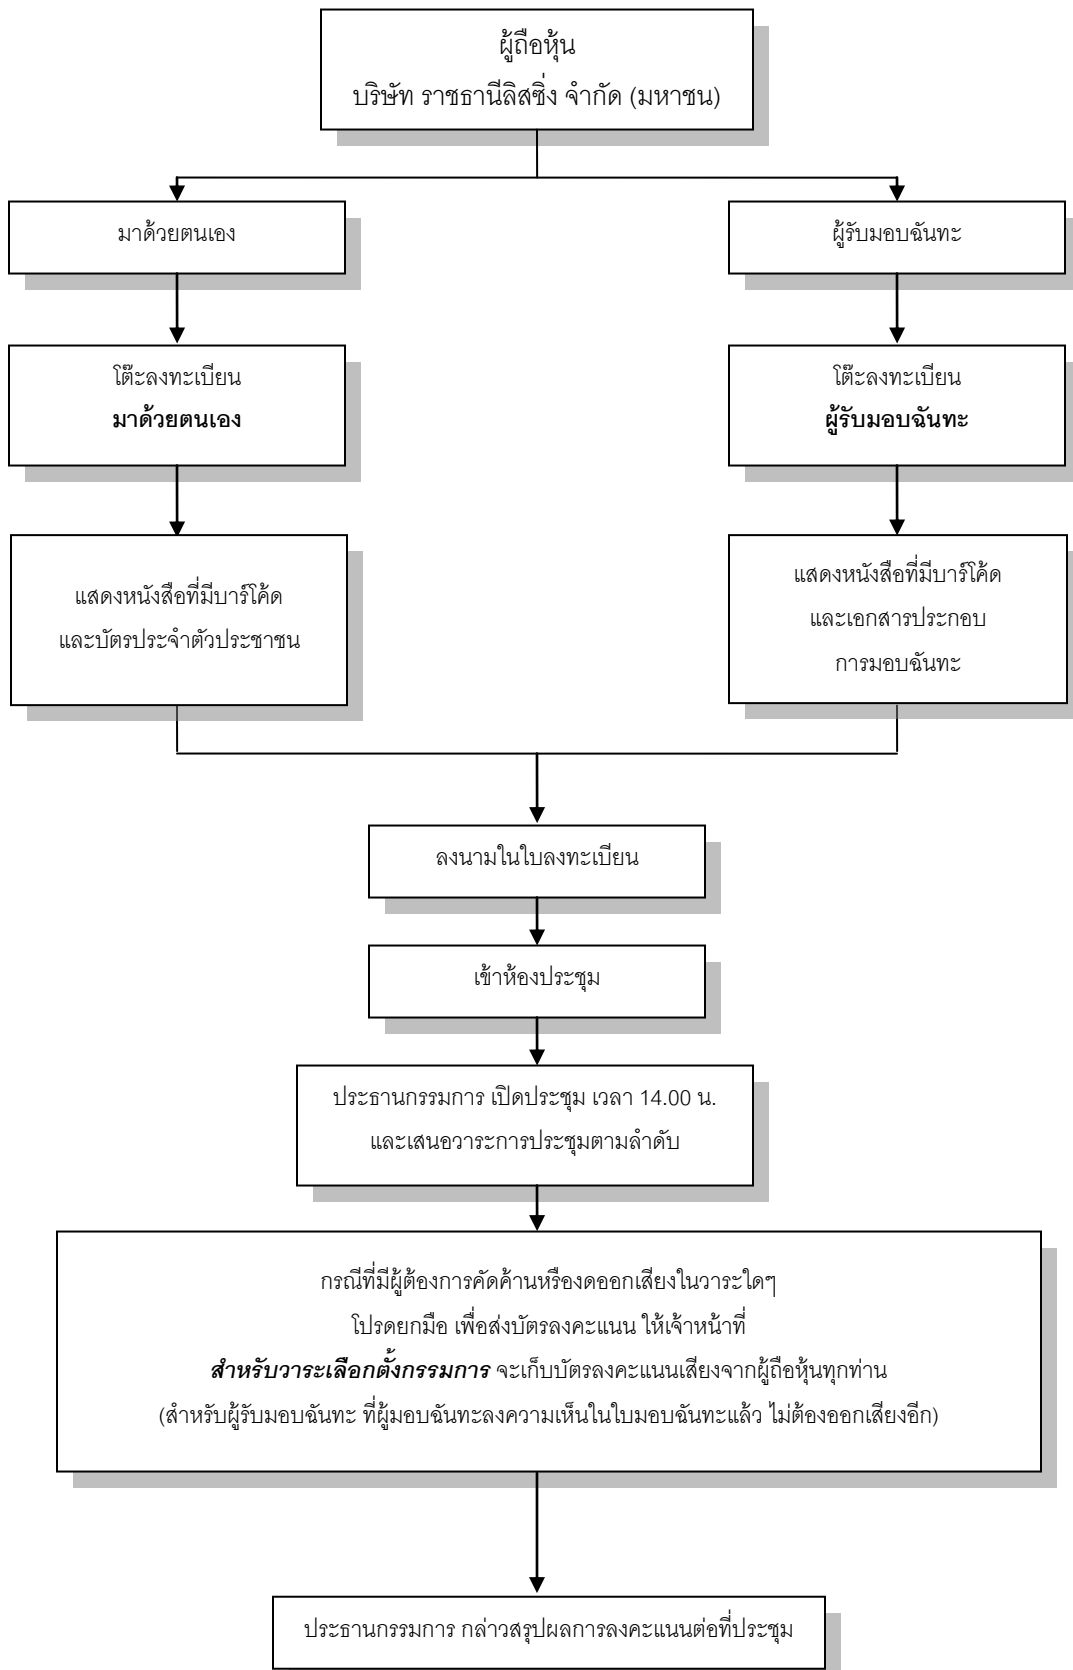 ผู้ถือหุ้น
บริษัท ราชธานีลิสซิ่ง จำกัด (มหาชน)
มาด้วยตนเอง
ผู้รับมอบฉันทะ
โต๊ะลงทะเบียน
มาด้วยตนเอง
โต๊ะลงทะเบียน
ผู้รับมอบฉันทะ
แสดงหนังสือที่มีบาร์โค้ด
และบัตรประจำตัวประชาชน
แสดงหนังสือที่มีบาร์โค้ด
และเอกสารประกอบ
การมอบฉันทะ
ลงนามในใบลงทะเบียน
เข้าห้องประชุม
ประธานกรรมการ เปิดประชุม เวลา 14.00 น.
และเสนอวาระการประชุมตามลำดับ
กรณีที่มีผู้ต้องการคัดค้านหรืองดออกเสียงในวาระใดๆ
โปรดยกมือ เพื่อส่งบัตรลงคะแนน ให้เจ้าหน้าที่
สำหรับวาระเลือกตั้งกรรมการ จะเก็บบัตรลงคะแนนเสียงจากผู้ถือหุ้นทุกท่าน
(สำหรับผู้รับมอบฉันทะ ที่ผู้มอบฉันทะลงความเห็นในใบมอบฉันทะแล้ว ไม่ต้องออกเสียงอีก)
ประธานกรรมการ กล่าวสรุปผลการลงคะแนนต่อที่ประชุม